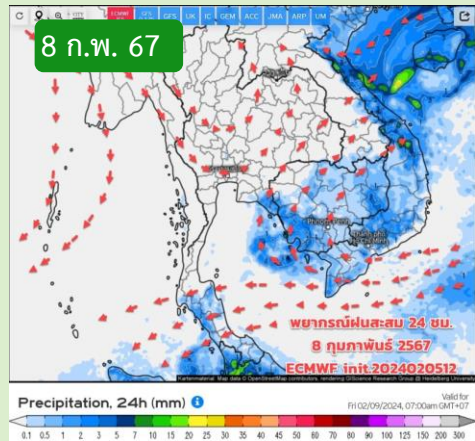 ECMWF GFS UK IC GEM ACC JMA ARP UM
8 ก.พ. 67
พยากรณ์ฝนสะสม 24 ชม.
8 กุมภาพันธ์ 2567
ECMWF init.2024020512
Precipitation, 24h (mm)
Valid for
Fri 02/09/2024, 07:00am GMT+07
0.1 0.5 1 2 3 5 7 10 15 20 25 30 35 40 45 50 60 70 80 90 100 125 150 200 300